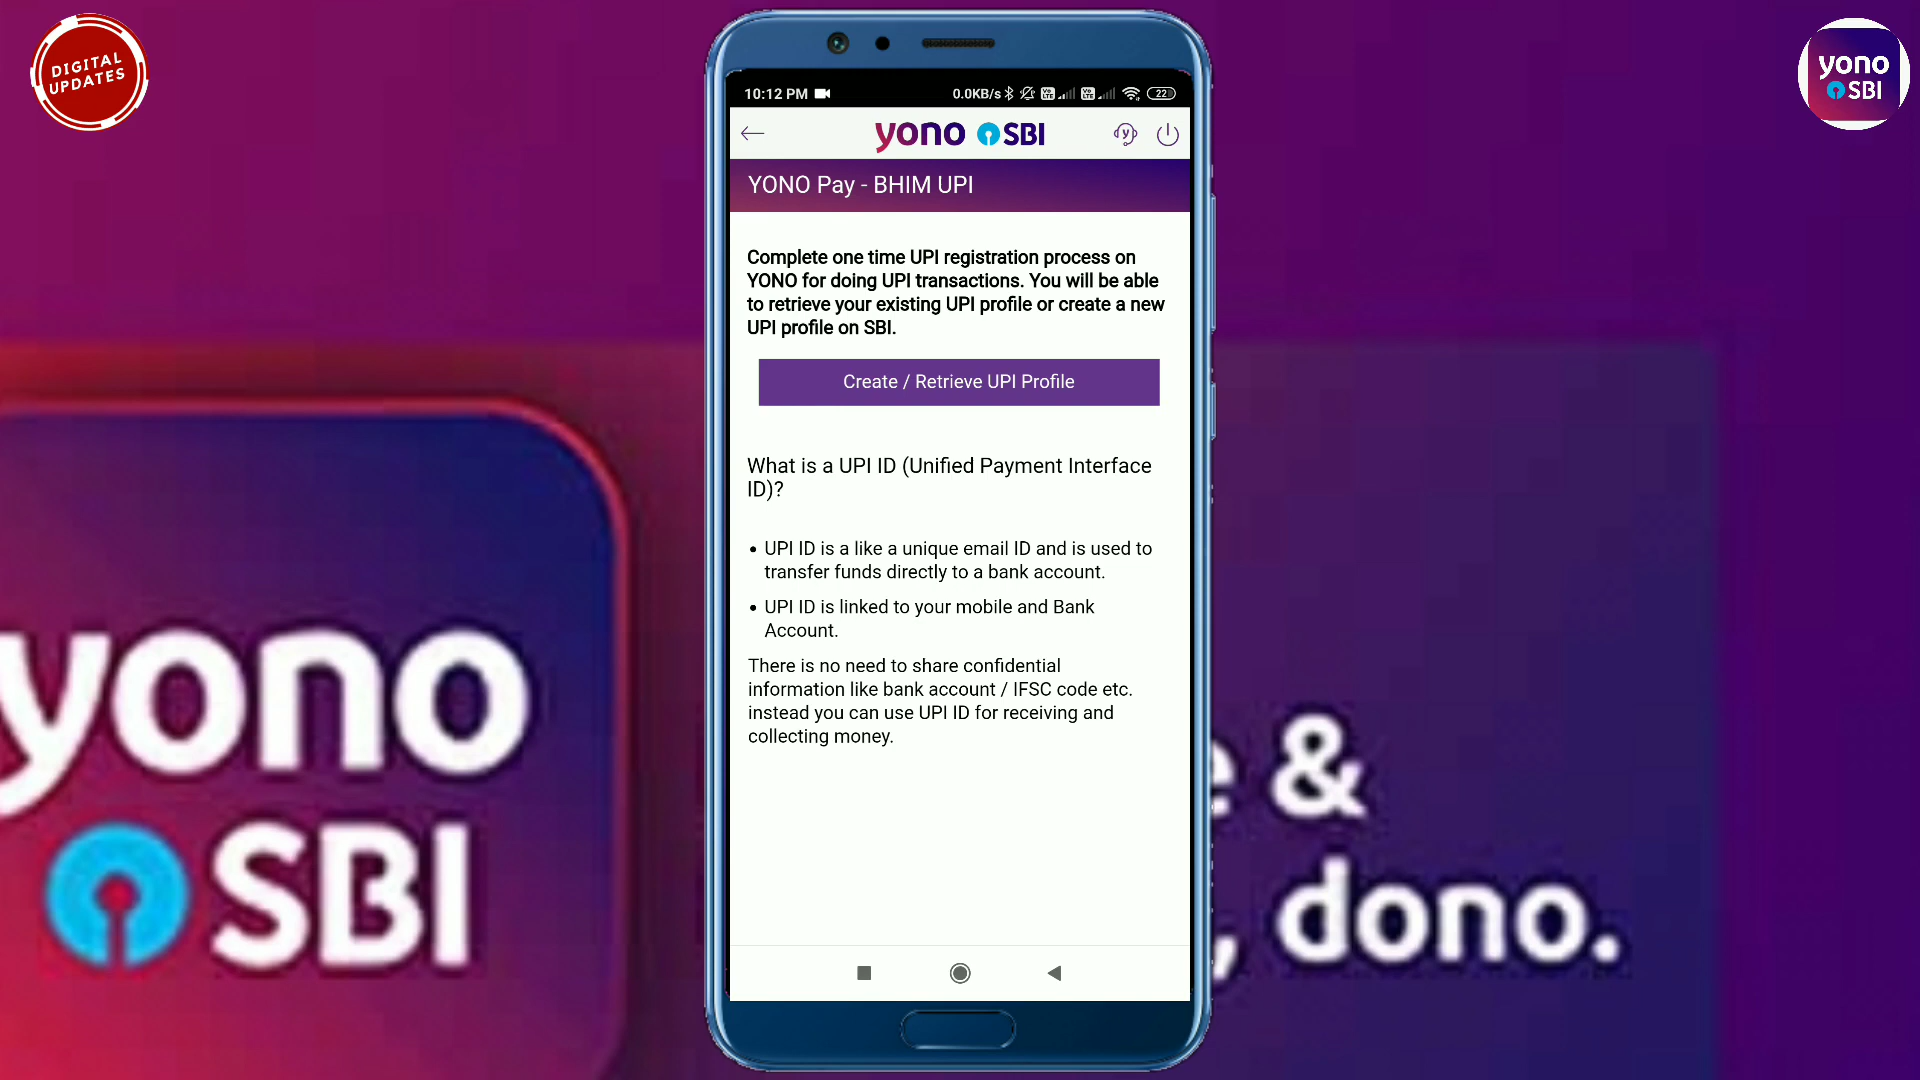 DIGITAL
UPDATES
yono
SBI
10:12 PM 0.0KB/s 22
yono SBI
YONO Pay - BHIM UPI
Complete one time UPI registration process on
YONO for doing UPI transactions. You will be able
to retrieve your existing UPI profile or create a new
UPI profile on SBI.
Create / Retrieve UPI Profile
What is a UPI ID (Unified Payment Interface
ID)?
• UPI ID is a like a unique email ID and is used to
transfer funds directly to a bank account.
• UPI ID is linked to your mobile and Bank
Account.
There is no need to share confidential
information like bank account / IFSC code etc.
instead you can use UPI ID for receiving and
collecting money.
yono
SBI
&
, dono.